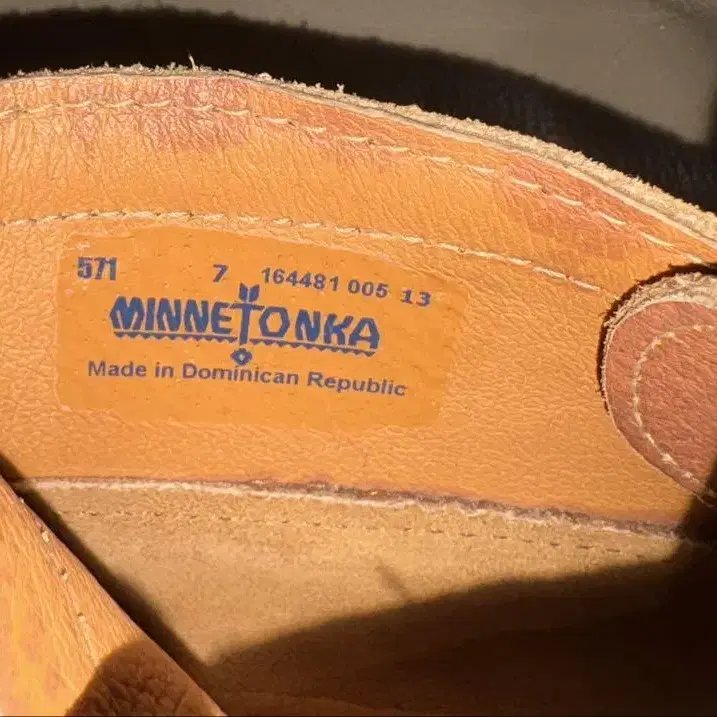 571 7 164481 005 13
MINNETONKA
Made in Dominican Republic